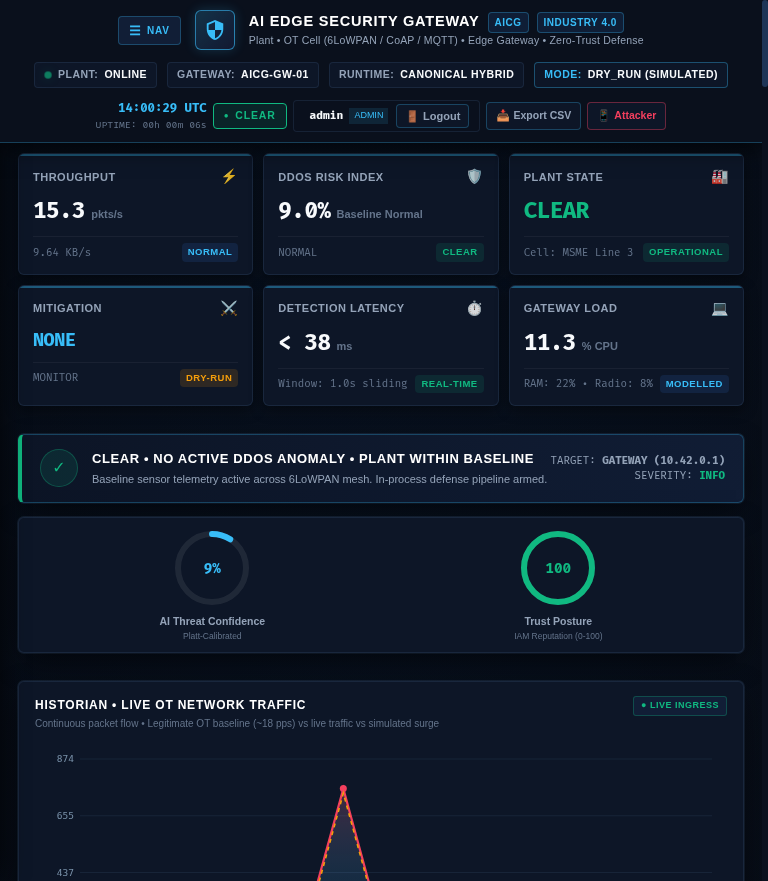 ☰ NAV
AI EDGE SECURITY GATEWAY AICG INDUSTRY 4.0
Plant • OT Cell (6LoWPAN / CoAP / MQTT) • Edge Gateway • Zero-Trust Defense
PLANT: ONLINE GATEWAY: AICG-GW-01 RUNTIME: CANONICAL HYBRID MODE: DRY_RUN (SIMULATED)
14:00:29 UTC
UPTIME: 00h 00m 06s
• CLEAR
admin ADMIN Logout Export CSV Attacker
THROUGHPUT
15.3 pkts/s
9.64 KB/s NORMAL
DDOS RISK INDEX
9.0% Baseline Normal
NORMAL CLEAR
PLANT STATE
CLEAR
Cell: MSME Line 3 OPERATIONAL
MITIGATION
NONE
MONITOR DRY-RUN
DETECTION LATENCY
< 38 ms
Window: 1.0s sliding REAL-TIME
GATEWAY LOAD
11.3 % CPU
RAM: 22% • Radio: 8% MODELLED
✓
CLEAR • NO ACTIVE DDOS ANOMALY • PLANT WITHIN BASELINE
Baseline sensor telemetry active across 6LoWPAN mesh. In-process defense pipeline armed.
TARGET: GATEWAY (10.42.0.1)
SEVERITY: INFO
9%
AI Threat Confidence
Platt-Calibrated
100
Trust Posture
IAM Reputation (0-100)
HISTORIAN • LIVE OT NETWORK TRAFFIC
Continuous packet flow • Legitimate OT baseline (~18 pps) vs live traffic vs simulated surge
● LIVE INGRESS
874
655
437